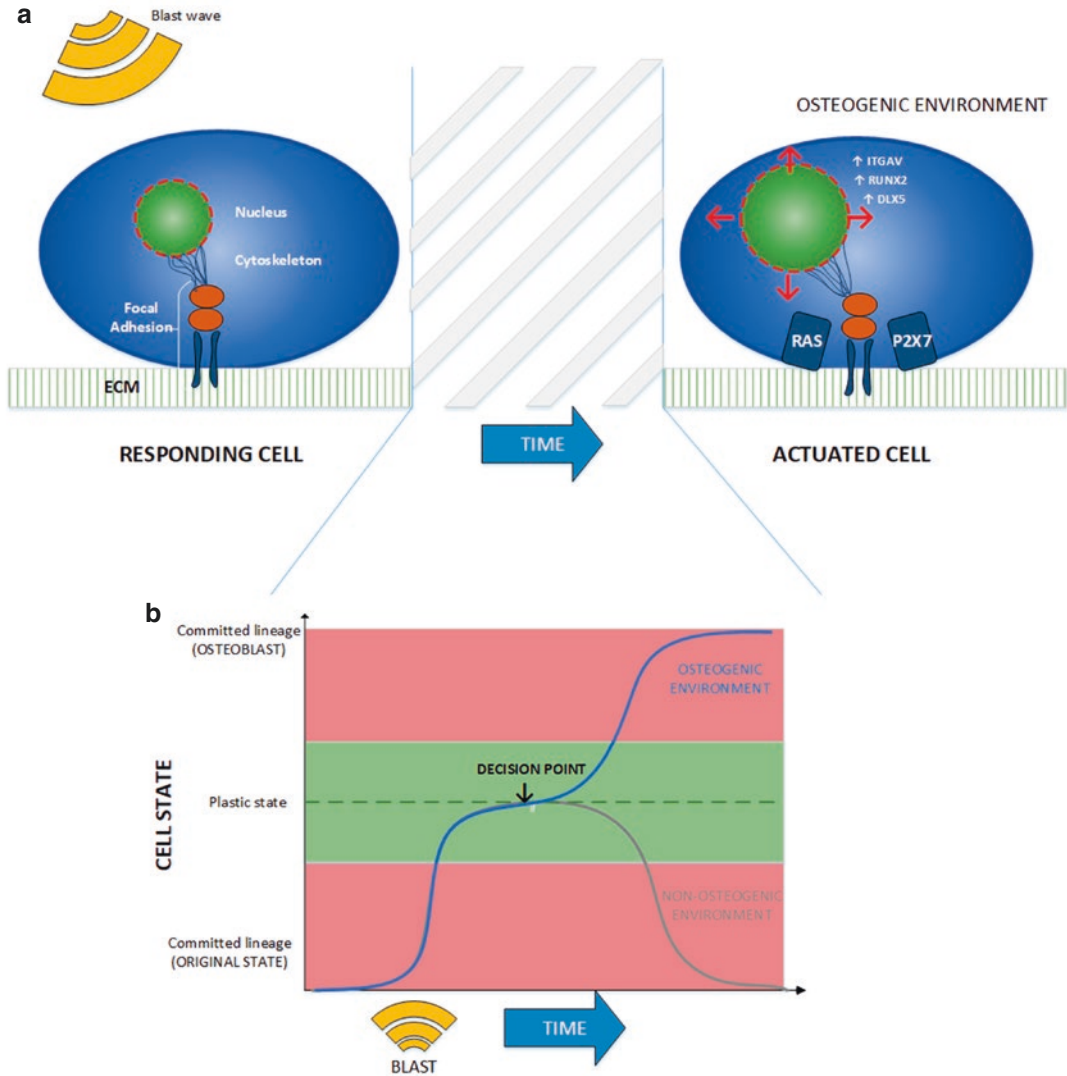 a
Blast wave
OSTEOGENIC ENVIRONMENT
↑ ITGAV
↑ RUNX2
↑ DLX5
Nucleus
Cytoskeleton
Focal
Adhesion
RAS
P2X7
ECM
RESPONDING CELL
TIME
ACTUATED CELL
b
Committed lineage
(OSTEOBLAST)
OSTEOGENIC
ENVIRONMENT
DECISION POINT
Plastic state
CELL STATE
NON-OSTEOGENIC
ENVIRONMENT
Committed lineage
(ORIGINAL STATE)
TIME
BLAST